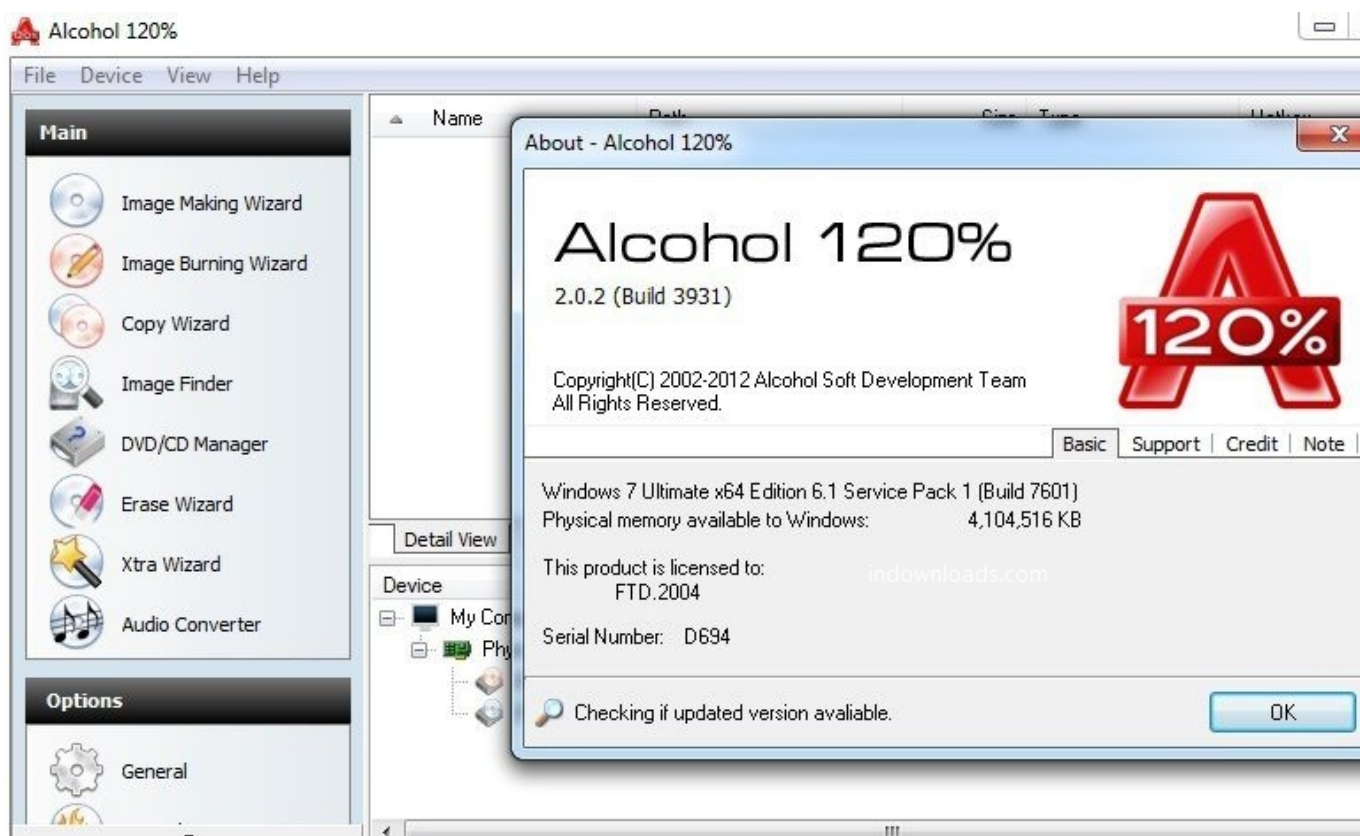 Alcohol 120%
File Device View Help
Main
Image Making Wizard
Image Burning Wizard
Copy Wizard
Image Finder
DVD/CD Manager
Erase Wizard
Xtra Wizard
Audio Converter
Options
General
Name
Detail View
Device
About - Alcohol 120%
Alcohol 120%
2.0.2 (Build 3931)
120%
Copyright(C) 2002-2012 Alcohol Soft Development Team
All Rights Reserved.
Basic Support Credit Note
Windows 7 Ultimate x64 Edition 6.1 Service Pack 1 (Build 7601)
Physical memory available to Windows: 4,104,516 KB
This product is licensed to:
indownloads.com
FTD.2004
Serial Number: D694
Checking if updated version avaliable.
OK